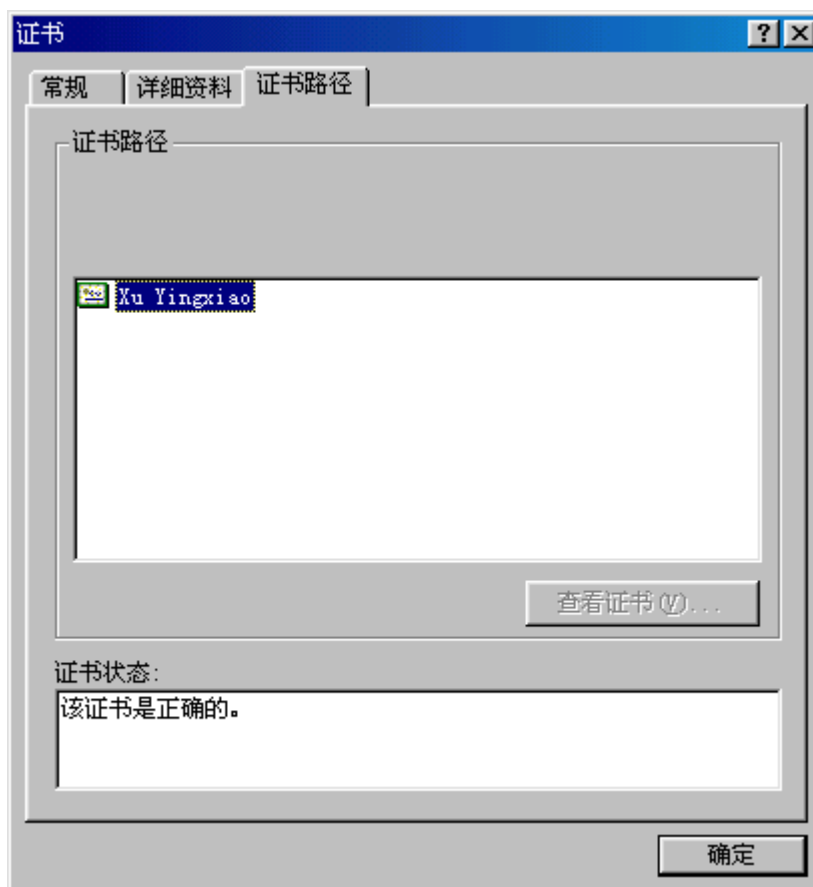 证书
常规 详细资料 证书路径
证书路径
Xu Yingxiao
查看证书(V)...
证书状态:
该证书是正确的。
确定